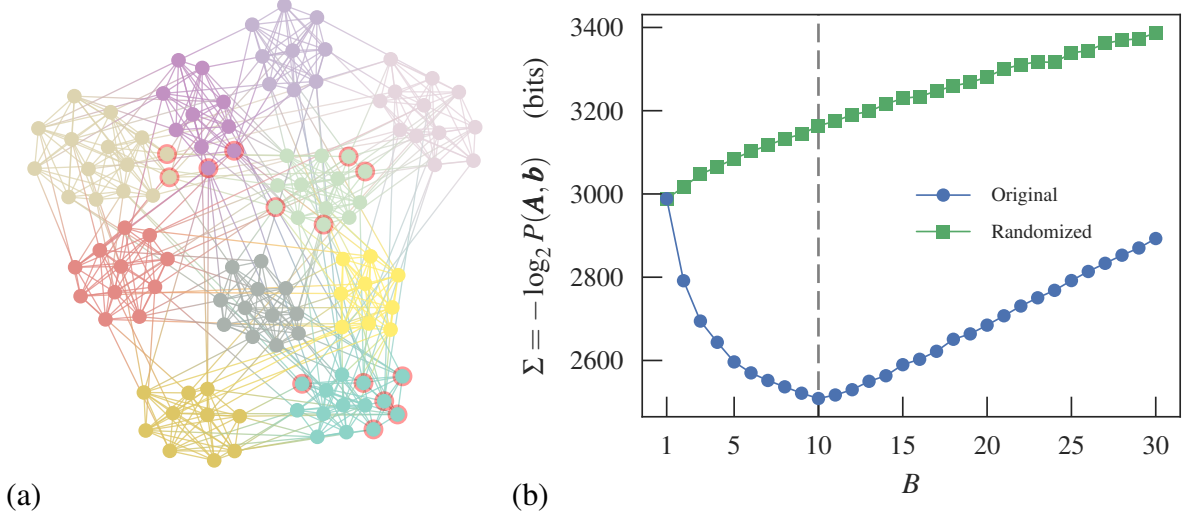 (a)
(b)
Σ = −log₂ P(A, b) (bits)
3400
3200
3000
2800
2600
Original
Randomized
1 5 10 15 20 25 30
B